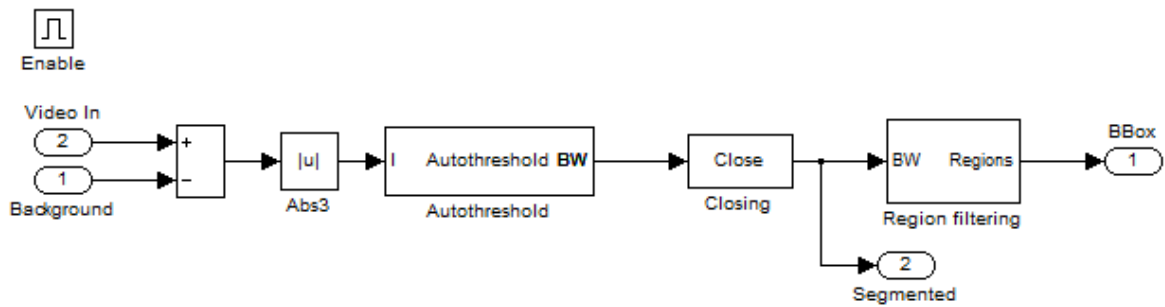 Enable
Video In
2
+
1
−
Background
|u|
Abs3
I Autothreshold BW
Autothreshold
Close
Closing
BW Regions
Region filtering
BBox
1
2
Segmented